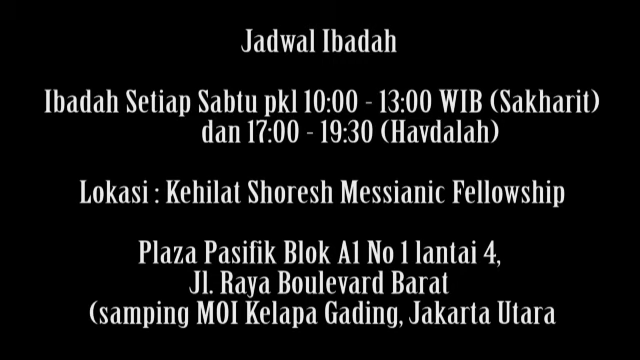 Jadwal Ibadah
Ibadah Setiap Sabtu pkl 10:00 - 13:00 WIB (Sakharit)
dan 17:00 - 19:30 (Havdalah)
Lokasi : Kehilat Shoresh Messianic Fellowship
Plaza Pasifik Blok A1 No 1 lantai 4,
Jl. Raya Boulevard Barat
(samping MOI Kelapa Gading, Jakarta Utara